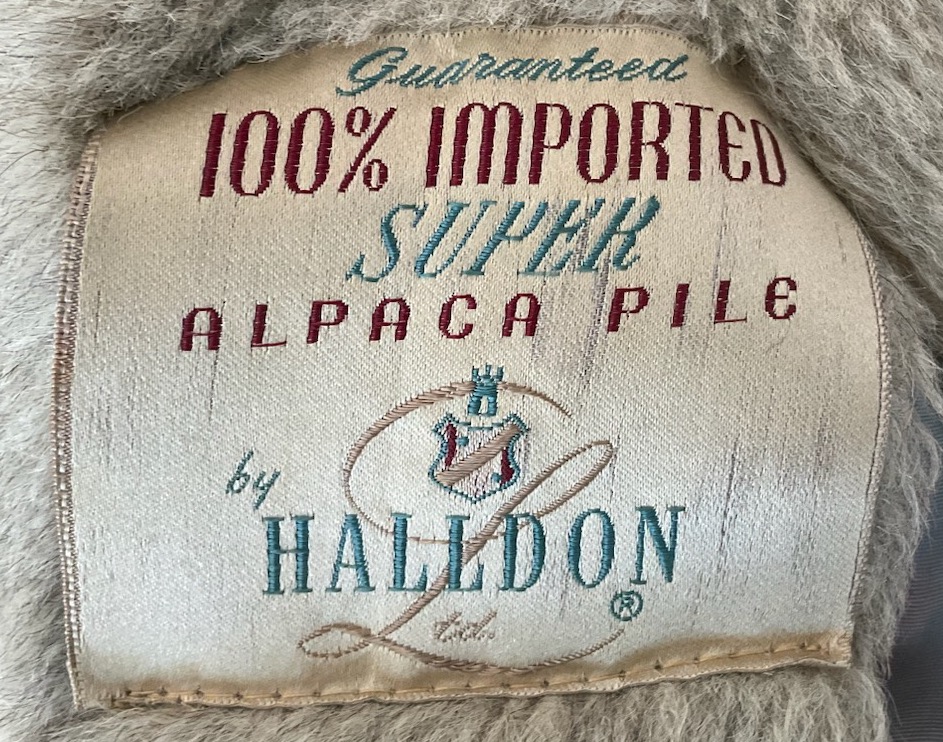 Guaranteed
100% IMPORTED
SUPER
ALPACA PILE
by
HALLDON
®
Ltd.